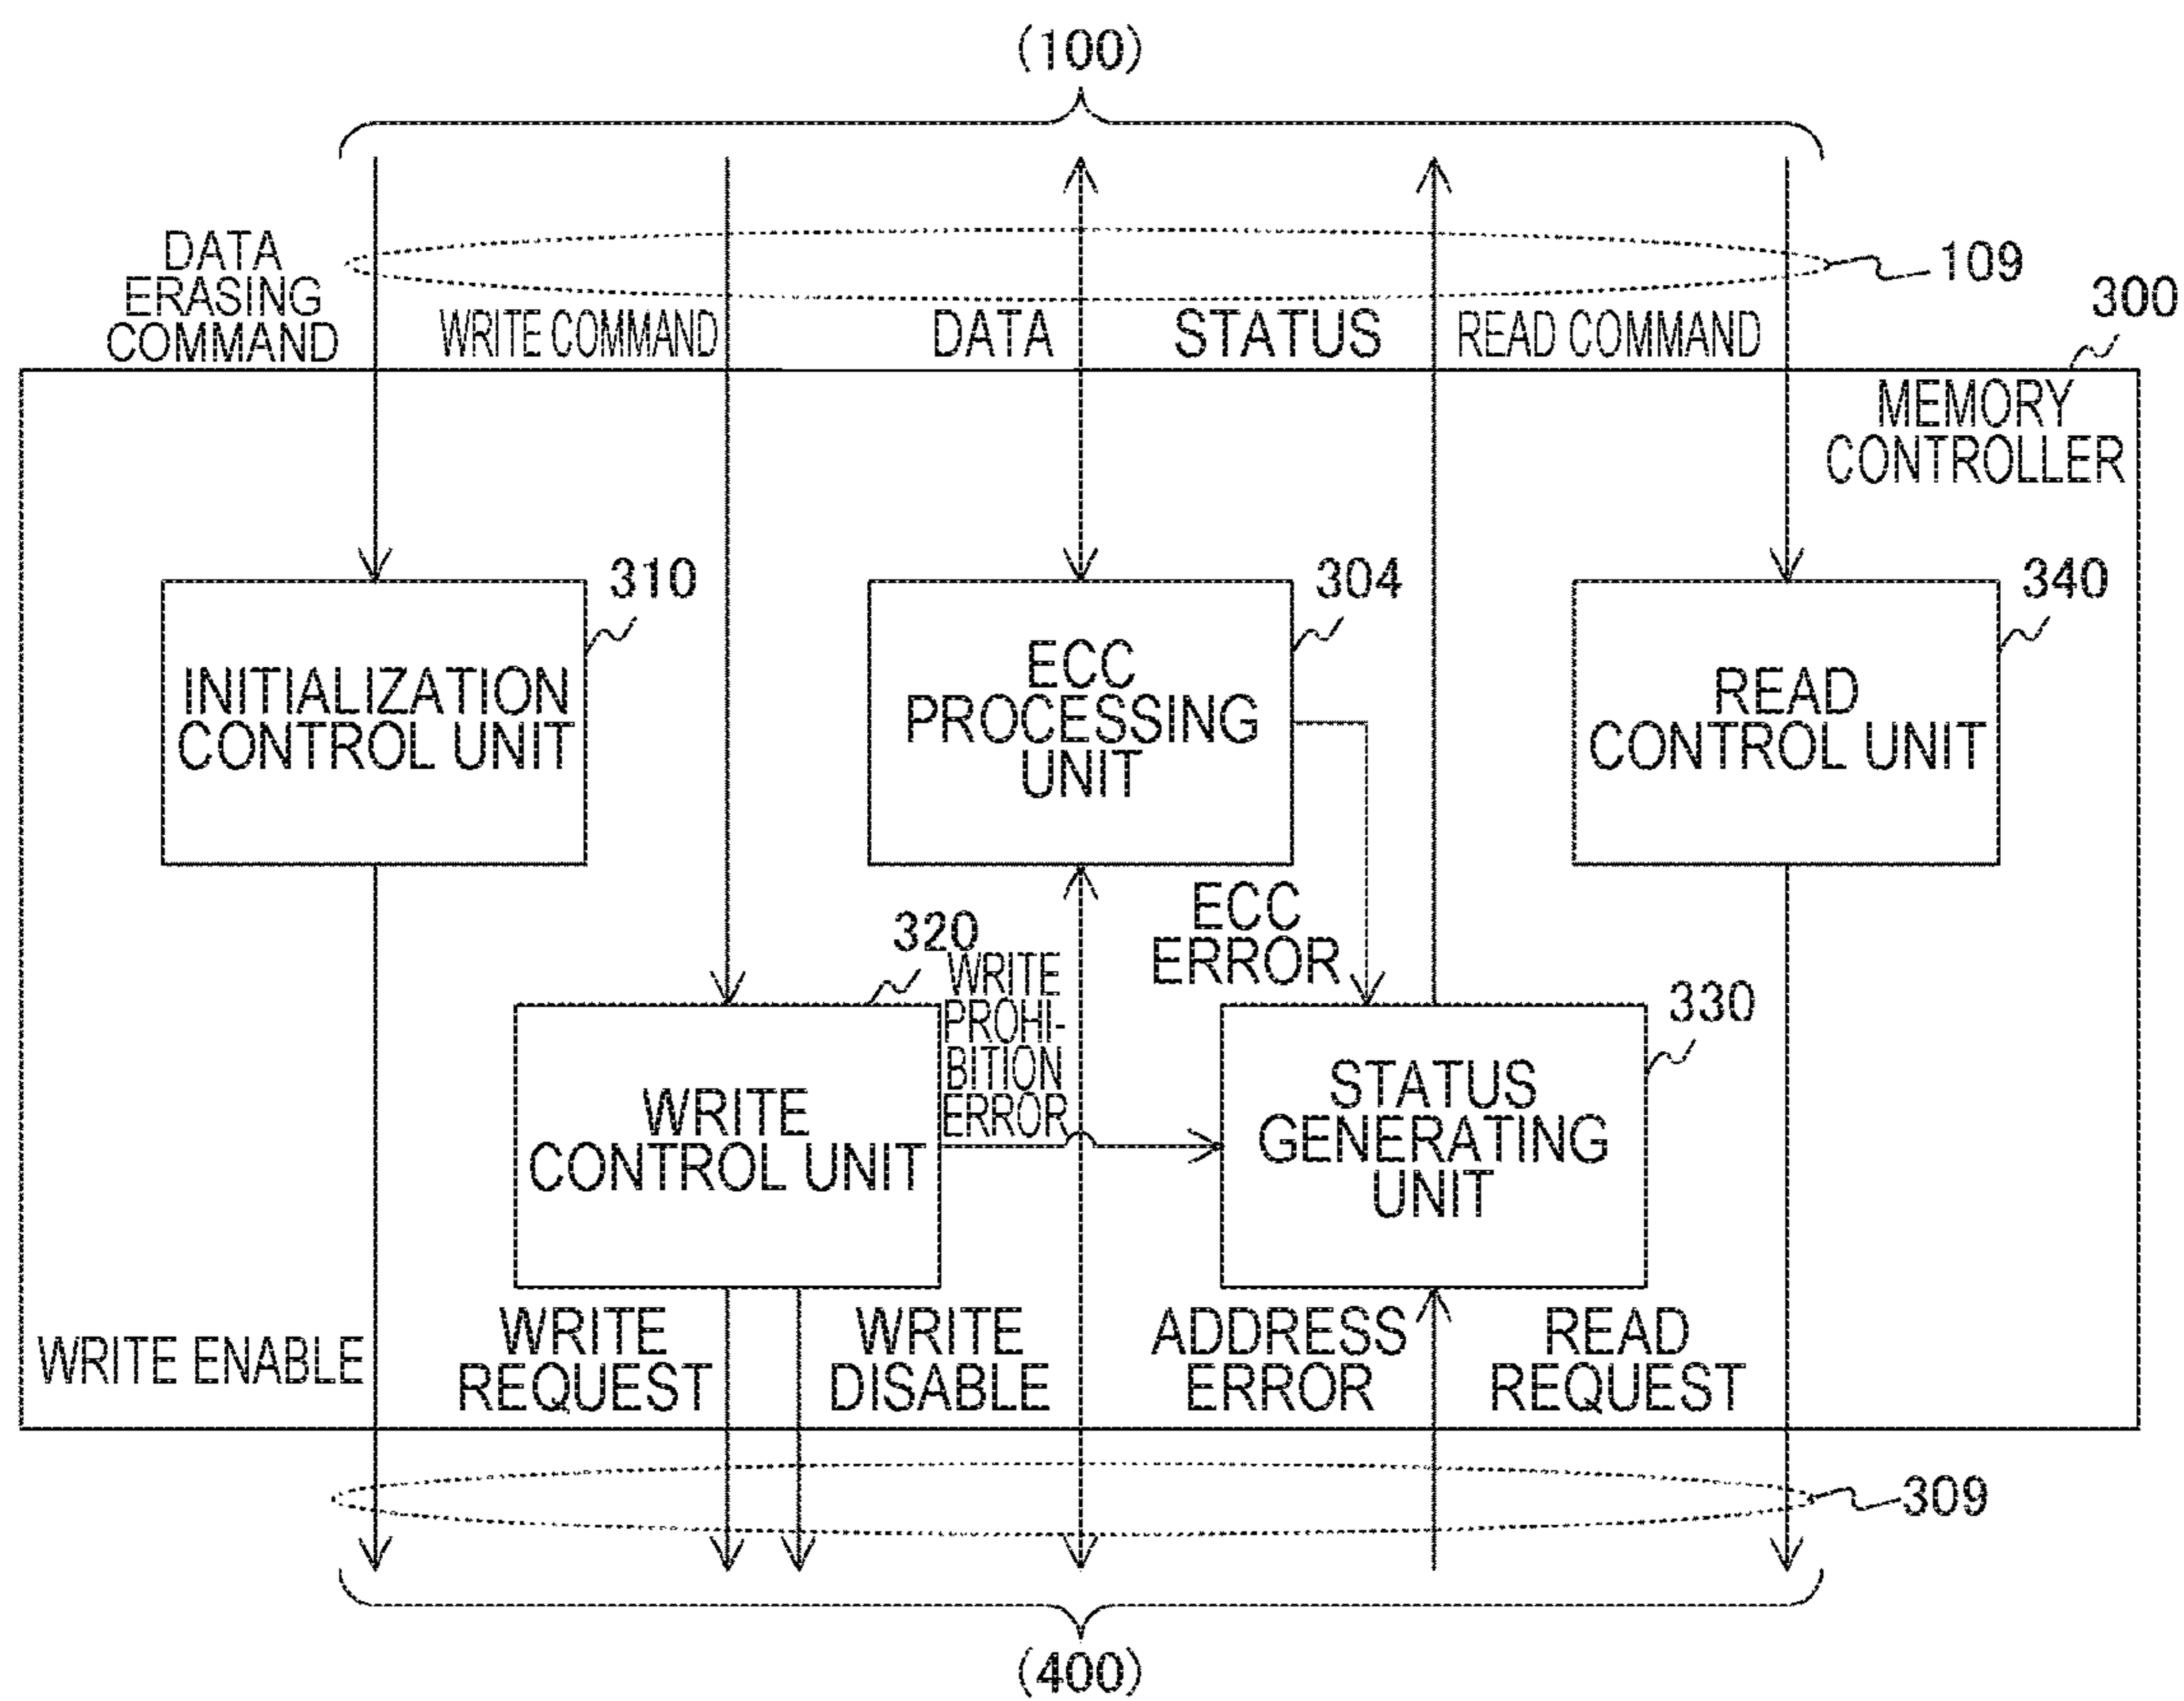 (100)
109
300
DATA
ERASING
COMMAND
WRITE COMMAND
DATA
STATUS
READ COMMAND
MEMORY
CONTROLLER
310
304
340
INITIALIZATION
CONTROL UNIT
ECC
PROCESSING
UNIT
READ
CONTROL UNIT
ECC
ERROR
320
WRITE
PROHI-
BITION
ERROR
330
WRITE
CONTROL UNIT
STATUS
GENERATING
UNIT
WRITE ENABLE
WRITE
REQUEST
WRITE
DISABLE
ADDRESS
ERROR
READ
REQUEST
309
(400)